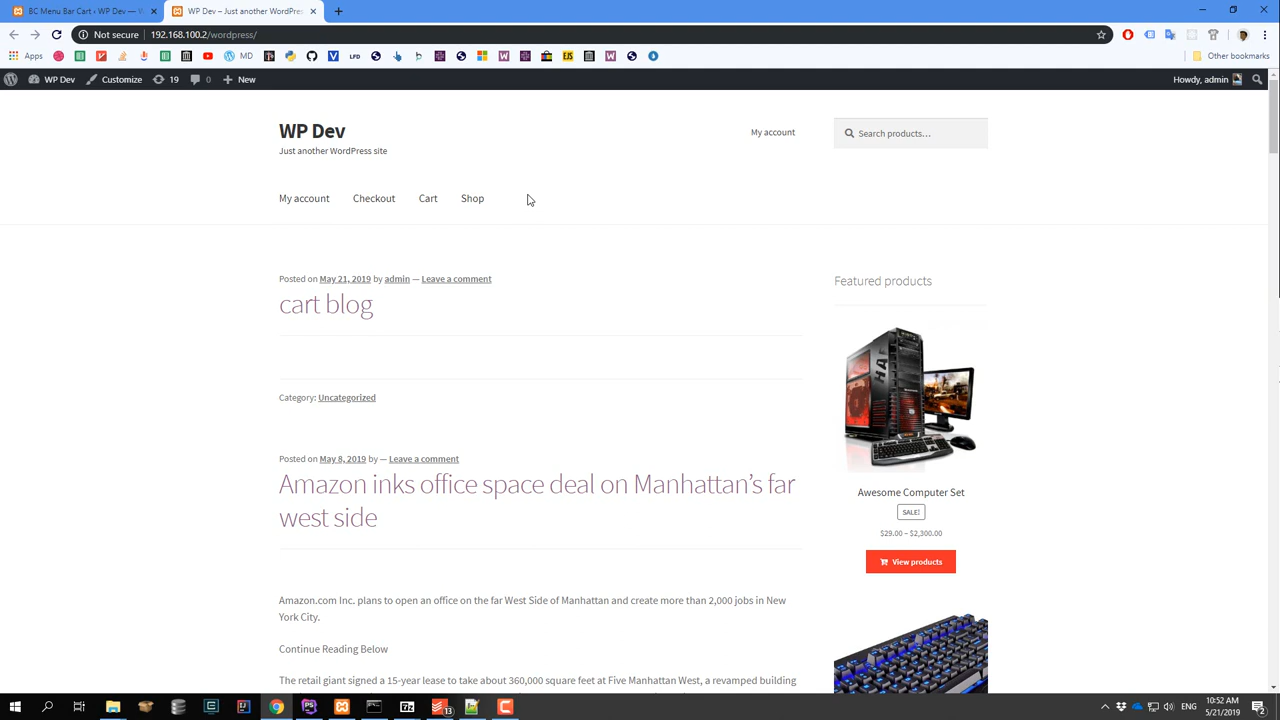 BC Menu Bar Cart ‹ WP Dev — W
WP Dev – Just another WordPres
Not secure
192.168.100.2/wordpress/
Apps
MD
LFD
EJS
Other bookmarks
WP Dev
Customize
19
0
New
Howdy, admin
WP Dev
Just another WordPress site
My account
Search products…
My account
Checkout
Cart
Shop
Posted on May 21, 2019 by admin — Leave a comment
cart blog
Category: Uncategorized
Posted on May 8, 2019 by — Leave a comment
Amazon inks office space deal on Manhattan’s far
west side
Amazon.com Inc. plans to open an office on the far West Side of Manhattan and create more than 2,000 jobs in New
York City.
Continue Reading Below
The retail giant signed a 15-year lease to take about 360,000 square feet at Five Manhattan West, a revamped building
Featured products
Awesome Computer Set
SALE!
$29.00 – $2,300.00
View products
13
ENG
10:52 AM
5/21/2019
2